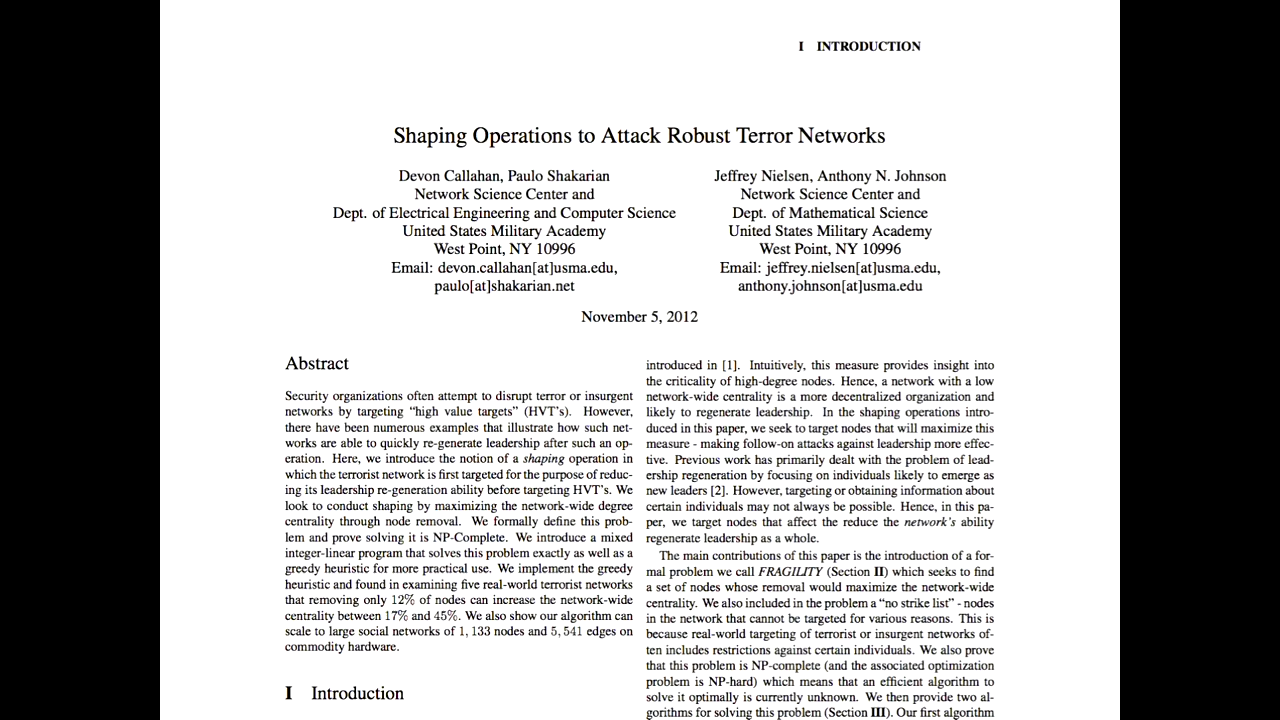 I INTRODUCTION
Shaping Operations to Attack Robust Terror Networks
Devon Callahan, Paulo Shakarian
Network Science Center and
Dept. of Electrical Engineering and Computer Science
United States Military Academy
West Point, NY 10996
Email: devon.callahan[at]usma.edu,
paulo[at]shakarian.net
Jeffrey Nielsen, Anthony N. Johnson
Network Science Center and
Dept. of Mathematical Science
United States Military Academy
West Point, NY 10996
Email: jeffrey.nielsen[at]usma.edu,
anthony.johnson[at]usma.edu
November 5, 2012
Abstract
Security organizations often attempt to disrupt terror or insurgent
networks by targeting “high value targets” (HVT's). However,
there have been numerous examples that illustrate how such net-
works are able to quickly re-generate leadership after such an op-
eration. Here, we introduce the notion of a shaping operation in
which the terrorist network is first targeted for the purpose of reduc-
ing its leadership re-generation ability before targeting HVT's. We
look to conduct shaping by maximizing the network-wide degree
centrality through node removal. We formally define this prob-
lem and prove solving it is NP-Complete. We introduce a mixed
integer-linear program that solves this problem exactly as well as a
greedy heuristic for more practical use. We implement the greedy
heuristic and found in examining five real-world terrorist networks
that removing only 12% of nodes can increase the network-wide
centrality between 17% and 45%. We also show our algorithm can
scale to large social networks of 1, 133 nodes and 5, 541 edges on
commodity hardware.
I Introduction
introduced in [1]. Intuitively, this measure provides insight into
the criticality of high-degree nodes. Hence, a network with a low
network-wide centrality is a more decentralized organization and
likely to regenerate leadership. In the shaping operations intro-
duced in this paper, we seek to target nodes that will maximize this
measure - making follow-on attacks against leadership more effec-
tive. Previous work has primarily dealt with the problem of lead-
ership regeneration by focusing on individuals likely to emerge as
new leaders [2]. However, targeting or obtaining information about
certain individuals may not always be possible. Hence, in this pa-
per, we target nodes that affect the reduce the network's ability
regenerate leadership as a whole.
The main contributions of this paper is the introduction of a for-
mal problem we call FRAGILITY (Section II) which seeks to find
a set of nodes whose removal would maximize the network-wide
centrality. We also included in the problem a “no strike list” - nodes
in the network that cannot be targeted for various reasons. This is
because real-world targeting of terrorist or insurgent networks of-
ten includes restrictions against certain individuals. We also prove
that this problem is NP-complete (and the associated optimization
problem is NP-hard) which means that an efficient algorithm to
solve it optimally is currently unknown. We then provide two al-
gorithms for solving this problem (Section III). Our first algorithm